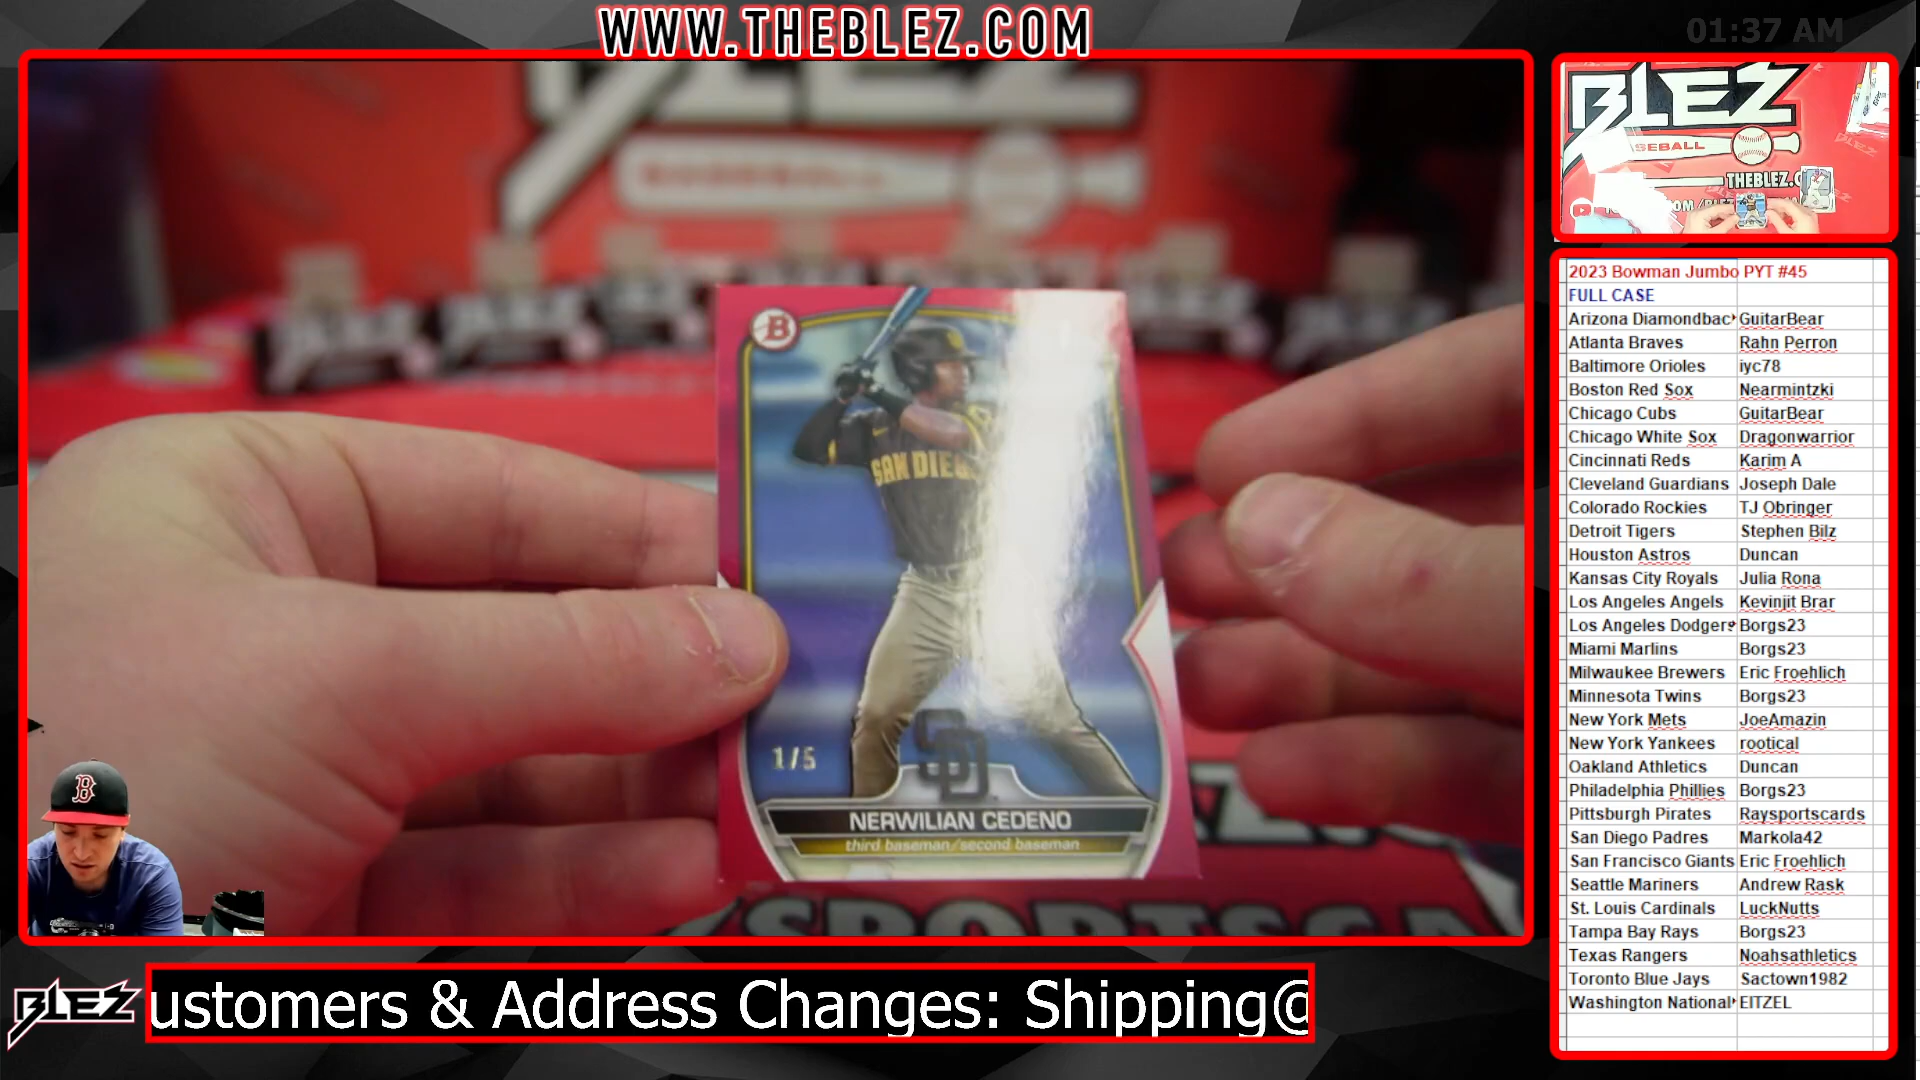 WWW.THEBLEZ.COM
01:37 AM
BLEZ
BASEBALL
B
SAN DIEG
1/5
SD
NERWILIAN CEDENO
third baseman/second baseman
B
BLEZ
SEBALL
THEBLEZ.C
2023 Bowman Jumbo PYT #45
FULL CASE
Arizona Diamondbac GuitarBear
Atlanta Braves Rahn Perron
Baltimore Orioles iyc78
Boston Red Sox Nearmintzki
Chicago Cubs GuitarBear
Chicago White Sox Dragonwarrior
Cincinnati Reds Karim A
Cleveland Guardians Joseph Dale
Colorado Rockies TJ Obringer
Detroit Tigers Stephen Bilz
Houston Astros Duncan
Kansas City Royals Julia Rona
Los Angeles Angels Kevinjit Brar
Los Angeles Dodgers Borgs23
Miami Marlins Borgs23
Milwaukee Brewers Eric Froehlich
Minnesota Twins Borgs23
New York Mets JoeAmazin
New York Yankees rootical
Oakland Athletics Duncan
Philadelphia Phillies Borgs23
Pittsburgh Pirates Raysportscards
San Diego Padres Markola42
San Francisco Giants Eric Froehlich
Seattle Mariners Andrew Rask
St. Louis Cardinals LuckNutts
Tampa Bay Rays Borgs23
Texas Rangers Noahsathletics
Toronto Blue Jays Sactown1982
Washington National EITZEL
BLEZ
ustomers & Address Changes: Shipping@